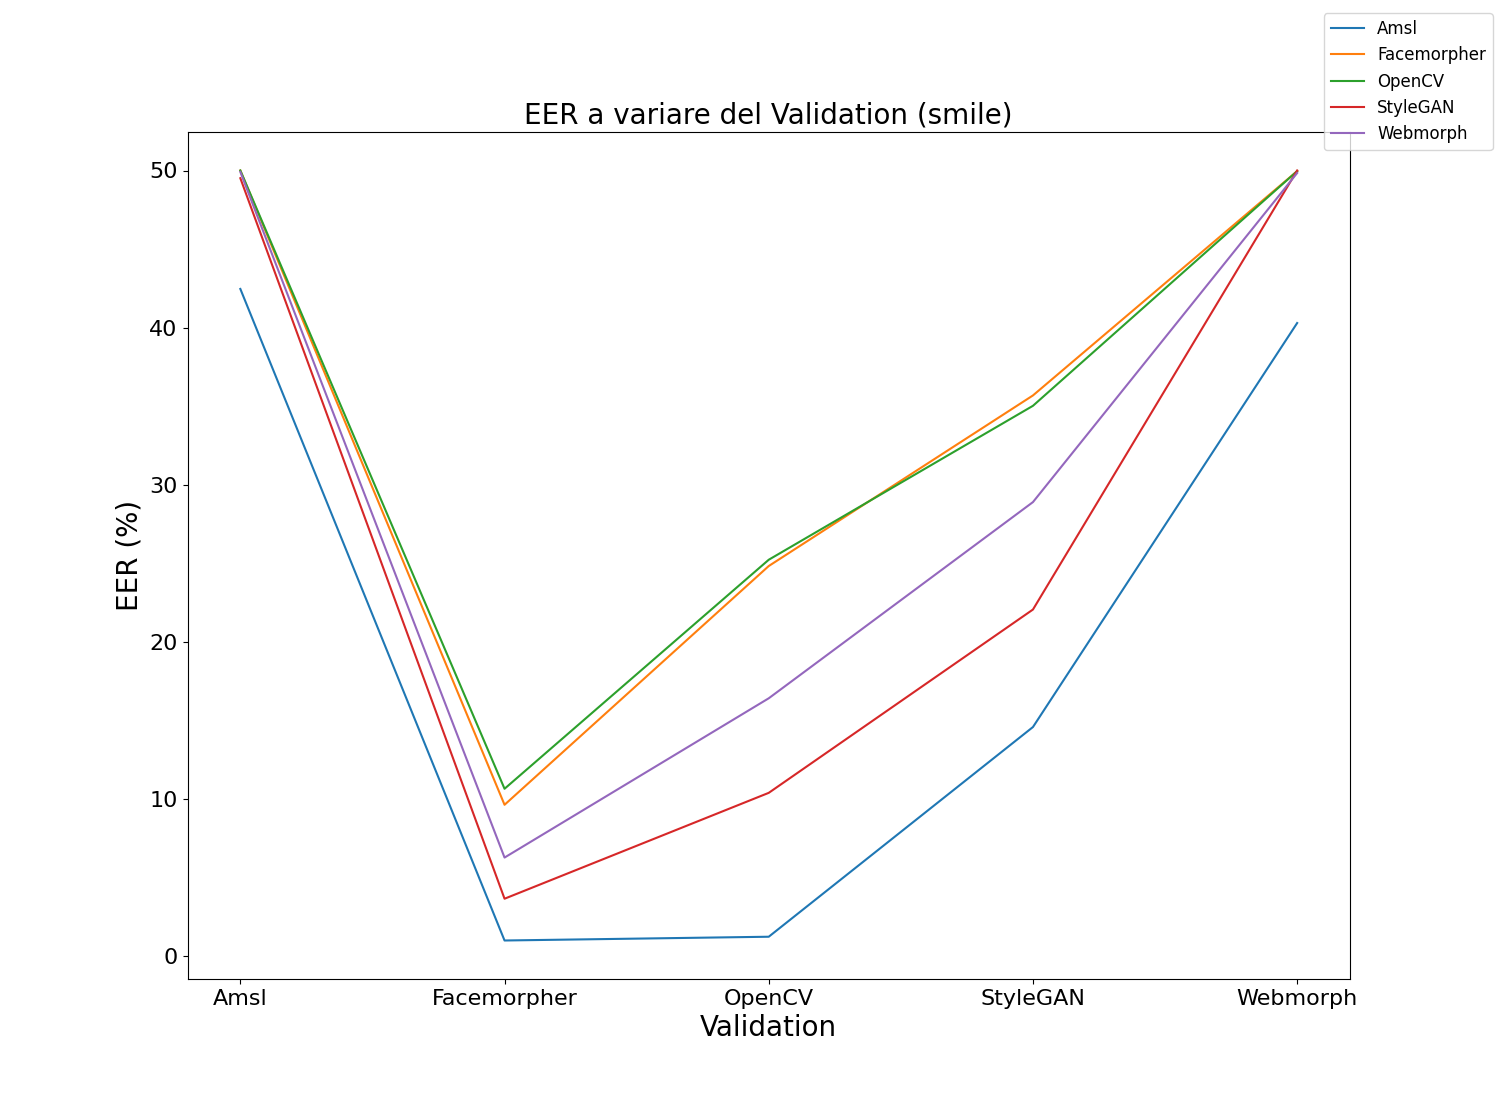 Amsl
Facemorpher
OpenCV
StyleGAN
Webmorph
EER a variare del Validation (smile)
EER (%)
50
40
30
20
10
0
Amsl Facemorpher OpenCV StyleGAN Webmorph
Validation